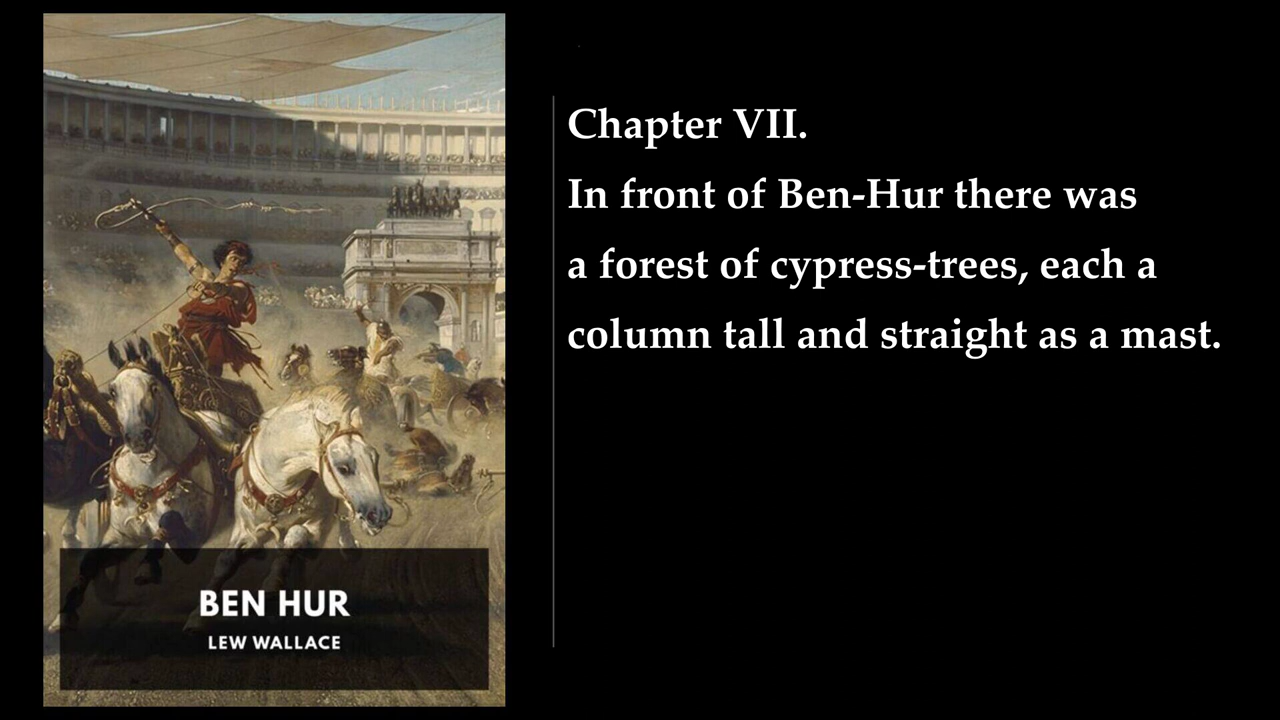 BEN HUR
LEW WALLACE
Chapter VII.
In front of Ben-Hur there was
a forest of cypress-trees, each a
column tall and straight as a mast.